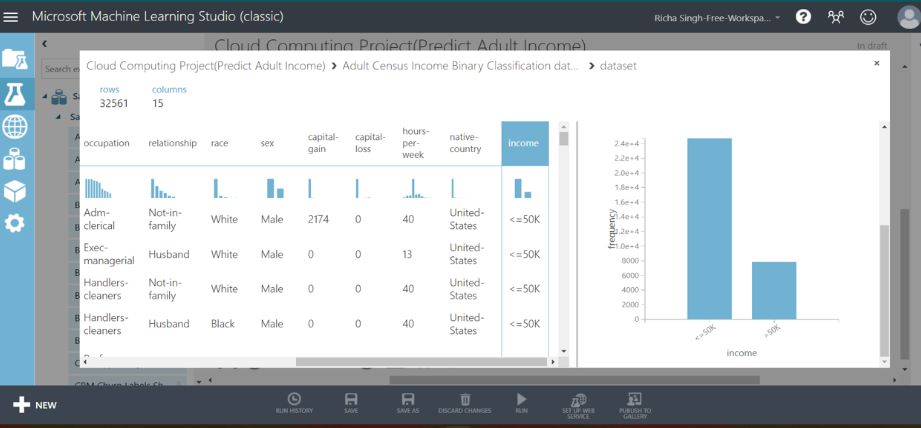 Microsoft Machine Learning Studio (classic)
Richa Singh-Free-Workspa...
?
Cloud Computing Project(Predict Adult Income)
In draft
Search ex
Cloud Computing Project(Predict Adult Income) > Adult Census Income Binary Classification dat... > dataset
×
rows columns
32561 15
occupation relationship race sex capital-gain capital-loss hours-per-week native-country income
Adm-clerical Not-in-family White Male 2174 0 40 United-States <=50K
Exec-managerial Husband White Male 0 0 13 United-States <=50K
Handlers-cleaners Not-in-family White Male 0 0 40 United-States <=50K
Handlers-cleaners Husband Black Male 0 0 40 United-States <=50K
frequency
2.4e+4
2.2e+4
2.0e+4
1.8e+4
1.6e+4
1.4e+4
1.2e+4
1.0e+4
8000
6000
4000
2000
0
<=50K >50K
income
NEW
RUN HISTORY SAVE SAVE AS DISCARD CHANGES RUN SET UP WEB SERVICE PUBLISH TO GALLERY